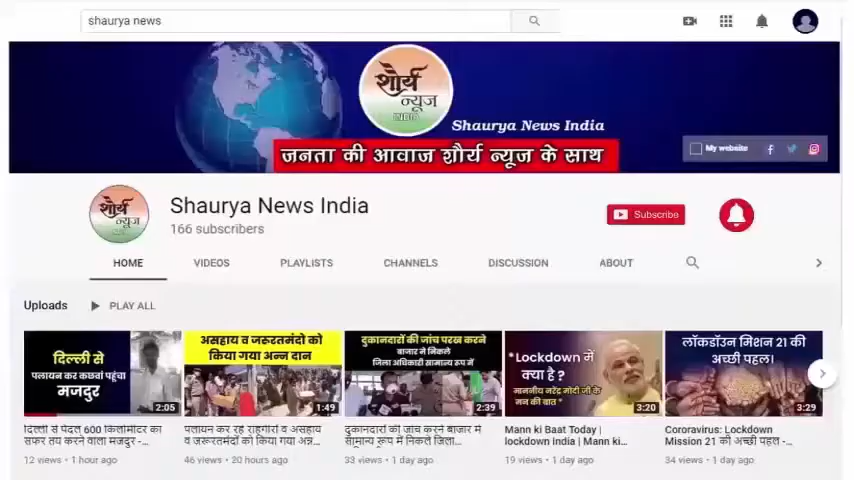 shaurya news
शौर्य
न्यूज
INDIA
Shaurya News India
जनता की आवाज शौर्य न्यूज के साथ
My website
शौर्य
न्यूज
Shaurya News India
166 subscribers
Subscribe
HOME VIDEOS PLAYLISTS CHANNELS DISCUSSION ABOUT
Uploads PLAY ALL
दिल्ली से
पलायन कर कछवां पहुंचा
मजदुर
2:05
दिल्ली से पैदल 600 किलोमीटर का
सफर तय करने वाला मजदुर -...
12 views • 1 hour ago
असहाय व जरूरतमंदो को
किया गया अन्न दान
1:49
पलायन कर रहे राहगीरों व असहाय
व जरूरतमंदों को किया गया अन्न...
46 views • 20 hours ago
दुकानदारों की जांच परख करने
बाजार मे निकले
जिला अधिकारी सामान्य रूप में
2:39
दुकानदारों की जांच करने बाजार में
सामान्य रूप में निकले जिला...
33 views • 1 day ago
"Lockdown में
क्या है ?
माननीय नरेंद्र मोदी जी के
मन की बात "
3:20
Mann ki Baat Today |
lockdown india | Mann ki...
19 views • 1 day ago
लॉकडॉउन मिशन 21 की
अच्छी पहल।
3:29
Cororavirus: Lockdown
Mission 21 की अच्छी पहल -...
34 views • 1 day ago